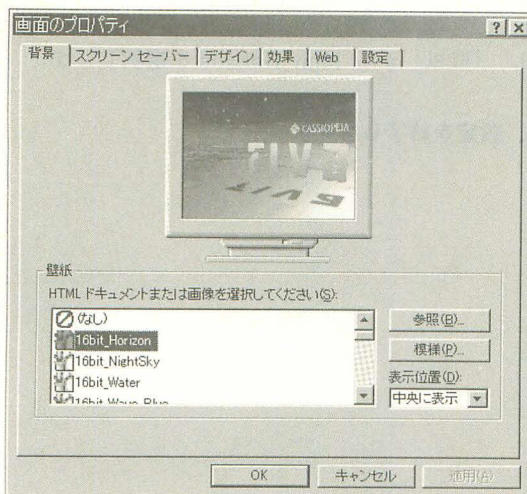 画面のプロパティ
背景 スクリーン セーバー デザイン 効果 Web 設定
CASSIOPEIA
壁紙
HTML ドキュメントまたは画像を選択してください(S):
(なし)
16bit_Horizon
16bit_NightSky
16bit_Water
16bit_Wave_Blue
参照(B)...
模様(P)...
表示位置(D):
中央に表示
OK キャンセル 適用(A)